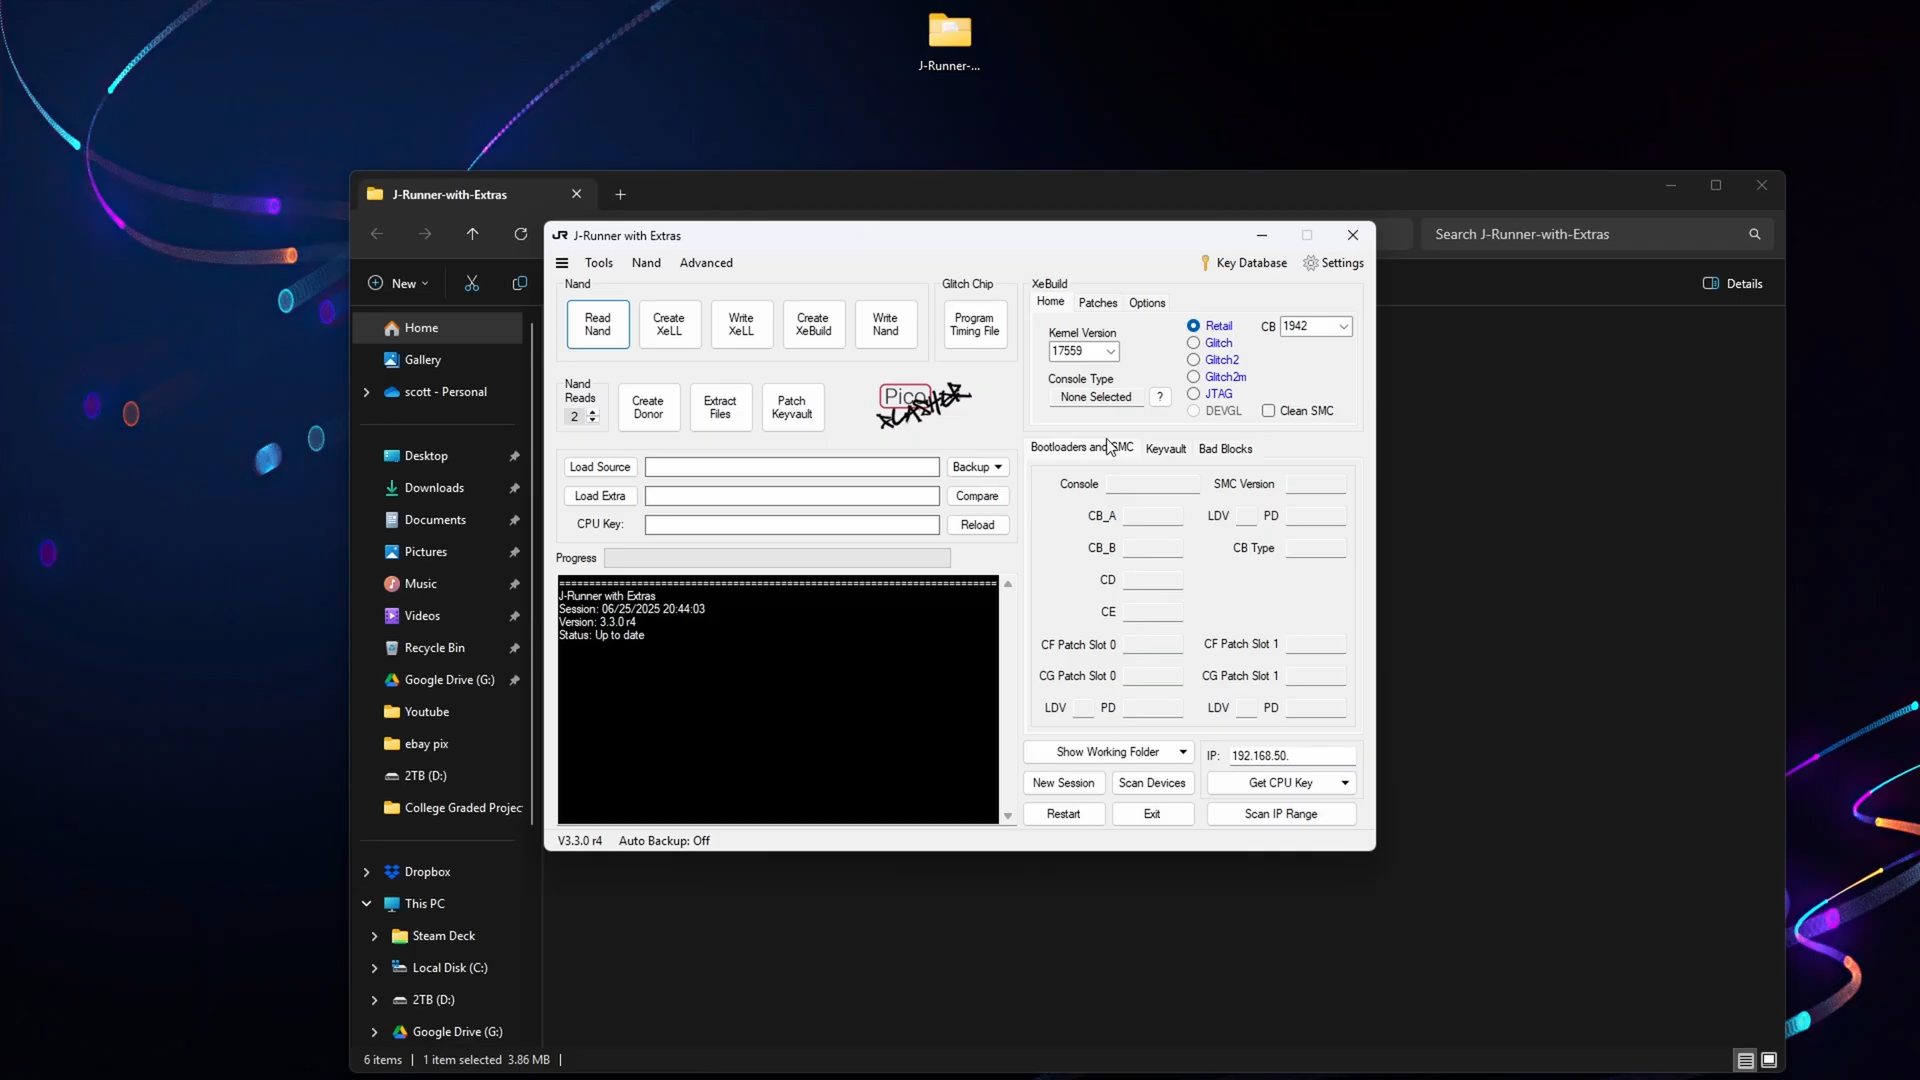 J-Runner-...
J-Runner-with-Extras
Search J-Runner-with-Extras
New
Details
Home
Gallery
scott - Personal
Desktop
Downloads
Documents
Pictures
Music
Videos
Recycle Bin
Google Drive (G:)
Youtube
ebay pix
2TB (D:)
College Graded Projec
Dropbox
This PC
Steam Deck
Local Disk (C:)
2TB (D:)
Google Drive (G:)
6 items
1 item selected 3.86 MB
JR J-Runner with Extras
Tools
Nand
Advanced
Key Database
Settings
Nand
Read
Nand
Create
XeLL
Write
XeLL
Create
XeBuild
Write
Nand
Glitch Chip
Program
Timing File
Nand
Reads
2
Create
Donor
Extract
Files
Patch
Keyvault
Pico
FLASHER
Load Source
Backup
Load Extra
Compare
CPU Key:
Reload
Progress
================================================================================
J-Runner with Extras
Session: 06/25/2025 20:44:03
Version: 3.3.0 r4
Status: Up to date
XeBuild
Home
Patches
Options
Kernel Version
17559
Console Type
None Selected
?
Retail
Glitch
Glitch2
Glitch2m
JTAG
DEVGL
CB
1942
Clean SMC
Bootloaders and SMC
Keyvault
Bad Blocks
Console
SMC Version
CB_A
LDV
PD
CB_B
CB Type
CD
CE
CF Patch Slot 0
CF Patch Slot 1
CG Patch Slot 0
CG Patch Slot 1
LDV
PD
LDV
PD
Show Working Folder
IP:
192.168.50.
New Session
Scan Devices
Get CPU Key
Restart
Exit
Scan IP Range
V3.3.0 r4
Auto Backup: Off